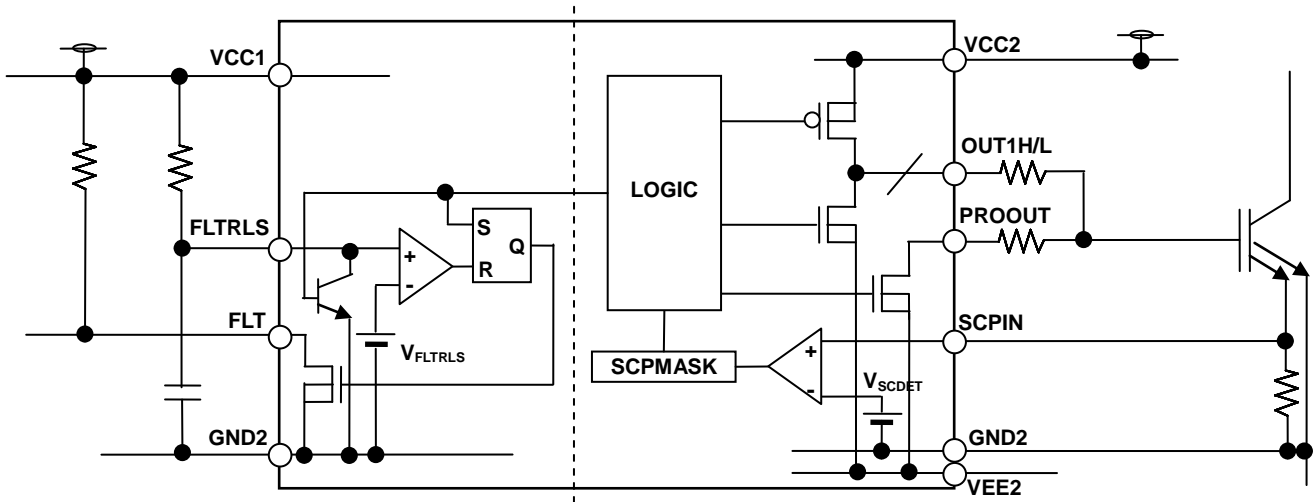 VCC1
VCC2
OUT1H/L
LOGIC
PROOUT
FLTRLS
S
Q
R
+
-
FLT
SCPIN
VFLTRLS
SCPMASK
+
-
VSCDET
GND2
GND2
VEE2